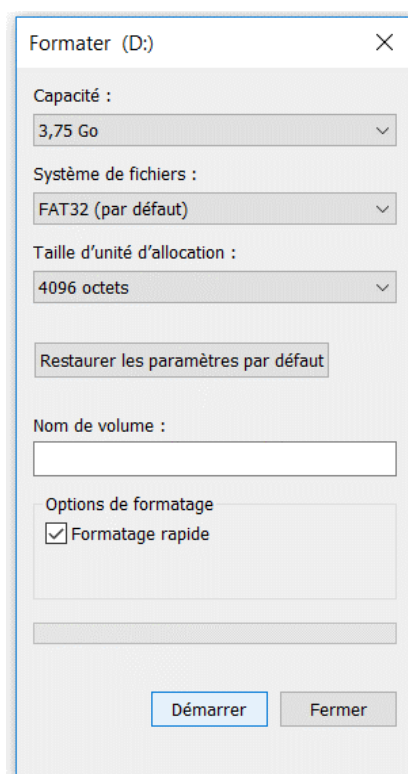 Formater (D:)
Capacité :
3,75 Go
Système de fichiers :
FAT32 (par défaut)
Taille d'unité d'allocation :
4096 octets
Restaurer les paramètres par défaut
Nom de volume :
Options de formatage
Formatage rapide
Démarrer
Fermer